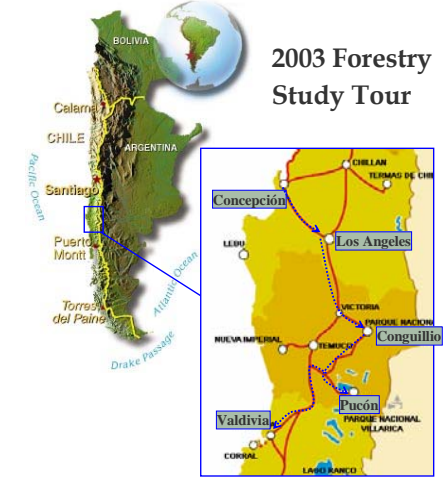 2003 Forestry
Study Tour
BOLIVIA
Calama
CHILE
ARGENTINA
Pacific Ocean
Santiago
Puerto
Montt
Atlantic Ocean
Torres
del Paine
Drake Passage
CHILLAN
TERMAS DE CHI
Concepción
LEBU
Los Angeles
VICTORIA
PARQUE NACION
Conguillio
NUEVA IMPERIAL
TEMUCO
Pucón
PARQUE NACIONAL
VILLARICA
Valdivia
CORRAL
LAGO RANCO